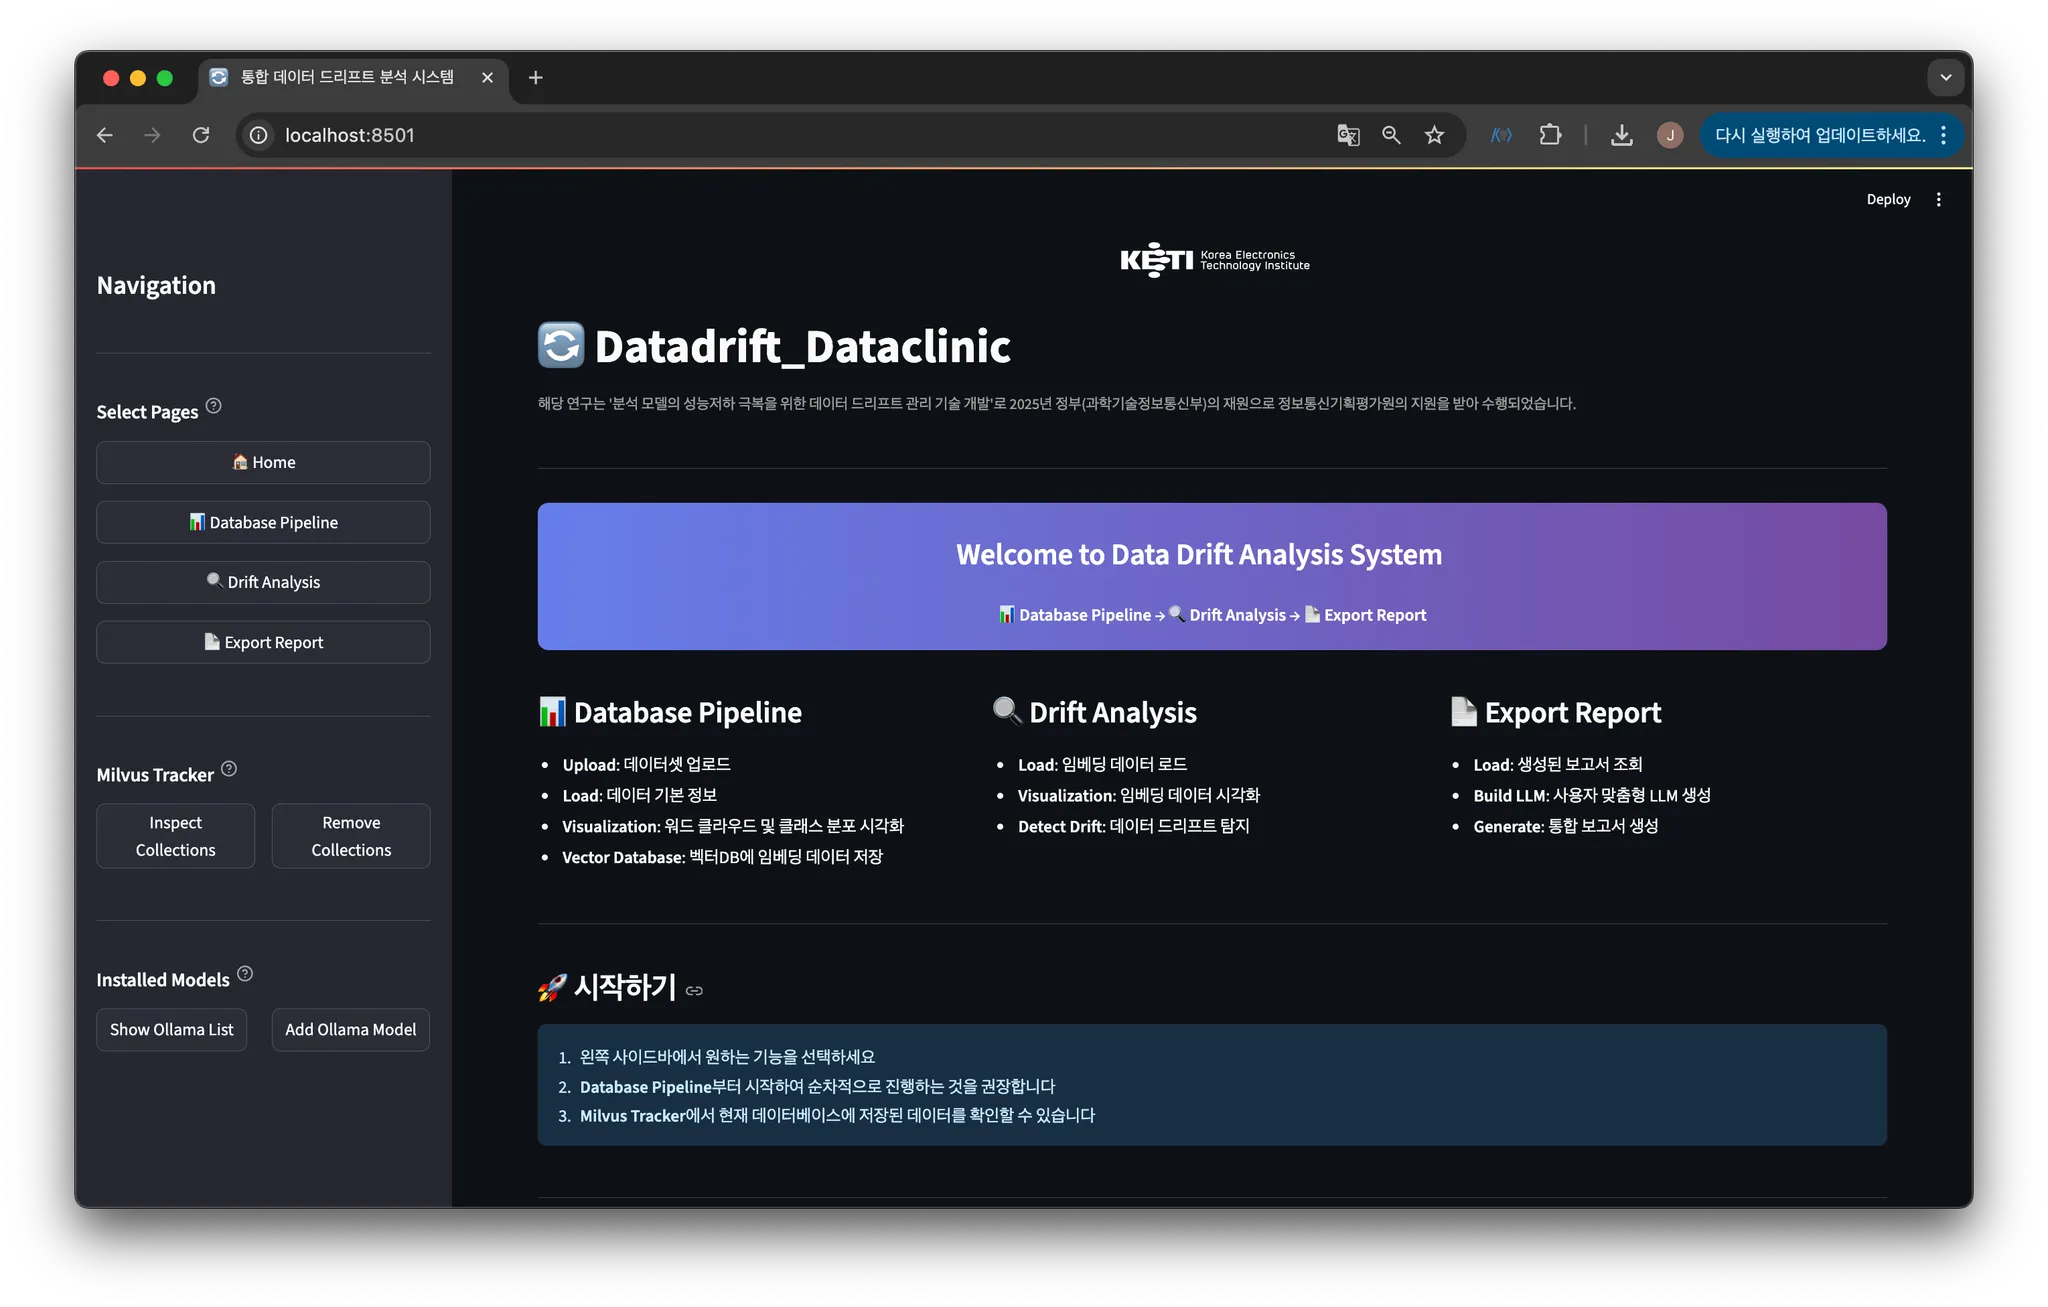 통합 데이터 드리프트 분석 시스템
localhost:8501
J
다시 실행하여 업데이트하세요.
Deploy
Navigation
Select Pages
🏠 Home
📊 Database Pipeline
🔍 Drift Analysis
📄 Export Report
Milvus Tracker
Inspect
Collections
Remove
Collections
Installed Models
Show Ollama List
Add Ollama Model
KETI Korea Electronics
Technology Institute
Datadrift_Dataclinic
해당 연구는 '분석 모델의 성능저하 극복을 위한 데이터 드리프트 관리 기술 개발'로 2025년 정부(과학기술정보통신부)의 재원으로 정보통신기획평가원의 지원을 받아 수행되었습니다.
Welcome to Data Drift Analysis System
📊 Database Pipeline → 🔍 Drift Analysis → 📄 Export Report
📊 Database Pipeline
• Upload: 데이터셋 업로드
• Load: 데이터 기본 정보
• Visualization: 워드 클라우드 및 클래스 분포 시각화
• Vector Database: 벡터DB에 임베딩 데이터 저장
🔍 Drift Analysis
• Load: 임베딩 데이터 로드
• Visualization: 임베딩 데이터 시각화
• Detect Drift: 데이터 드리프트 탐지
📄 Export Report
• Load: 생성된 보고서 조회
• Build LLM: 사용자 맞춤형 LLM 생성
• Generate: 통합 보고서 생성
🚀 시작하기
1. 왼쪽 사이드바에서 원하는 기능을 선택하세요
2. Database Pipeline부터 시작하여 순차적으로 진행하는 것을 권장합니다
3. Milvus Tracker에서 현재 데이터베이스에 저장된 데이터를 확인할 수 있습니다